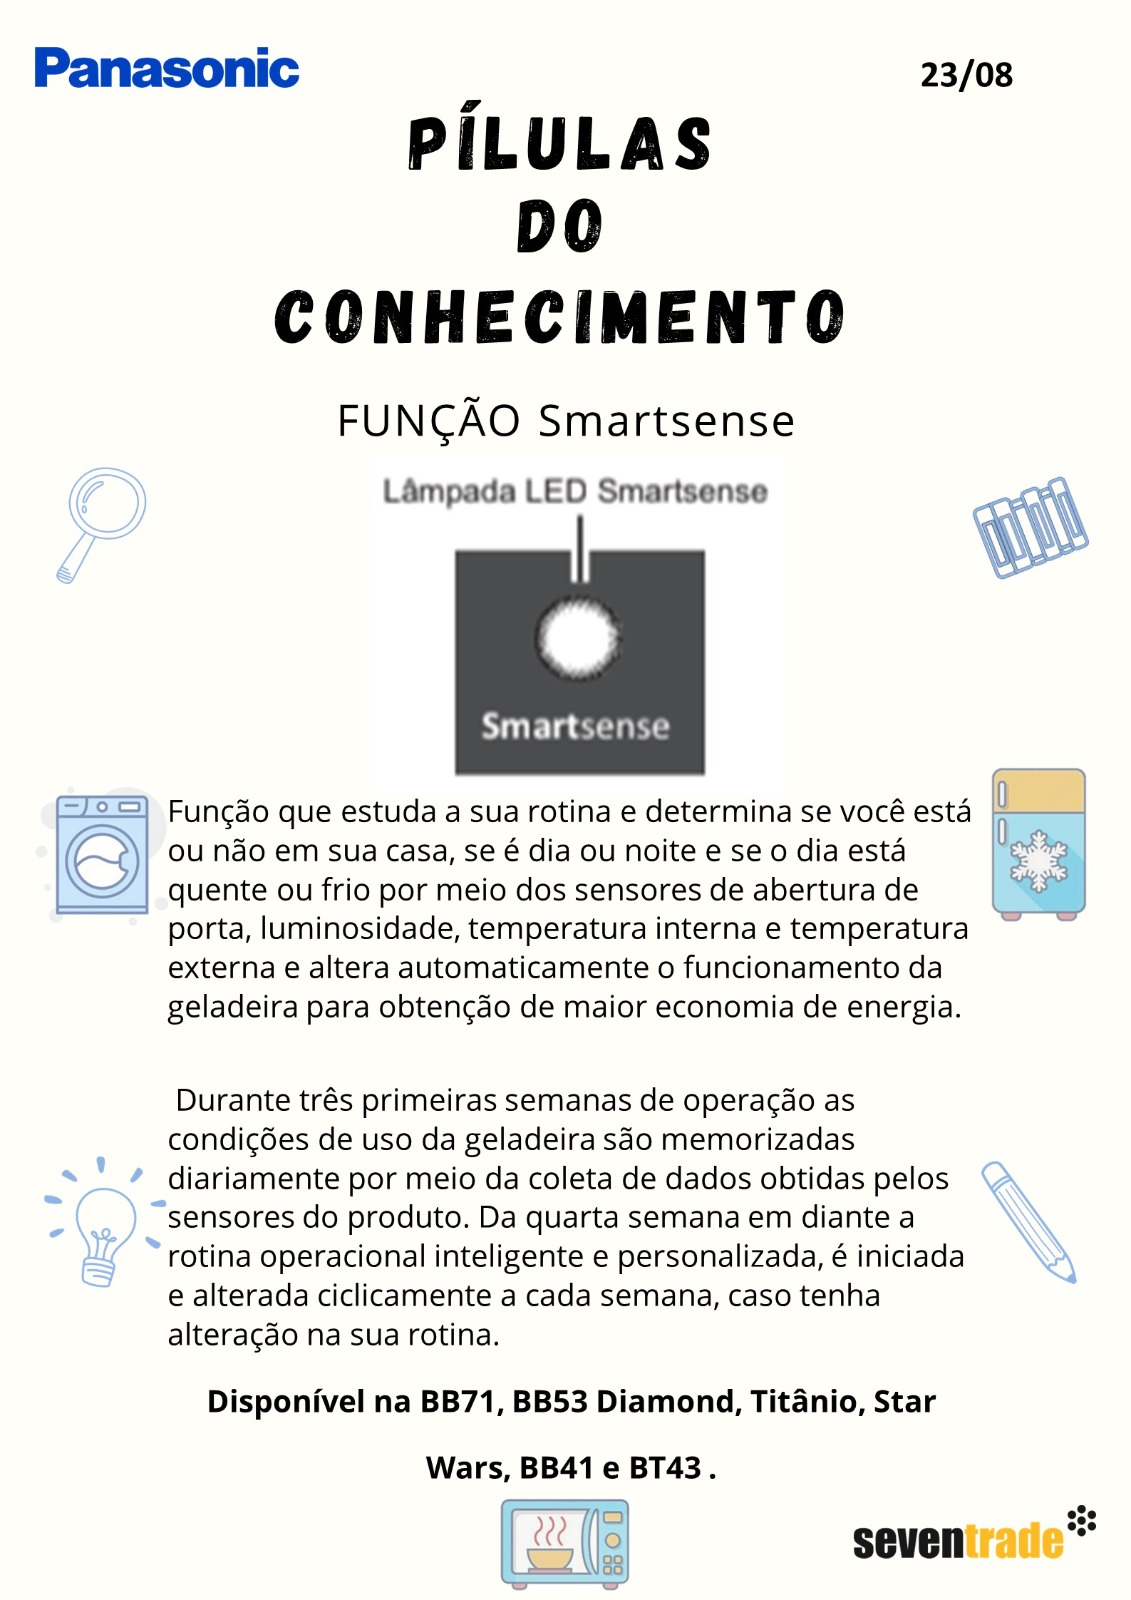 Panasonic
23/08
PÍLULAS
DO
CONHECIMENTO
FUNÇÃO Smartsense
Lâmpada LED Smartsense
Smartsense
Função que estuda a sua rotina e determina se você está
ou não em sua casa, se é dia ou noite e se o dia está
quente ou frio por meio dos sensores de abertura de
porta, luminosidade, temperatura interna e temperatura
externa e altera automaticamente o funcionamento da
geladeira para obtenção de maior economia de energia.
Durante três primeiras semanas de operação as
condições de uso da geladeira são memorizadas
diariamente por meio da coleta de dados obtidas pelos
sensores do produto. Da quarta semana em diante a
rotina operacional inteligente e personalizada, é iniciada
e alterada ciclicamente a cada semana, caso tenha
alteração na sua rotina.
Disponível na BB71, BB53 Diamond, Titânio, Star
Wars, BB41 e BT43 .
seventrade